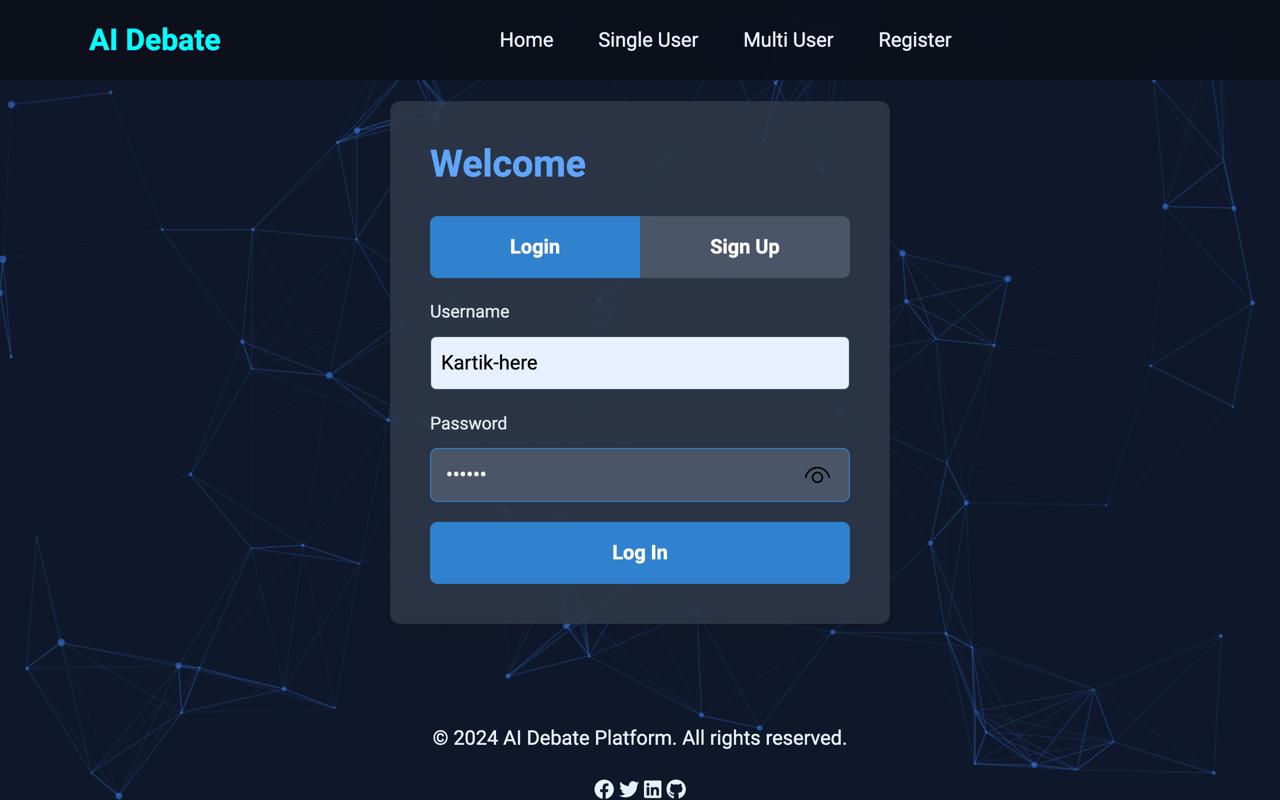 AI Debate
Home Single User Multi User Register
Welcome
Login Sign Up
Username
Kartik-here
Password
••••••
Log In
© 2024 AI Debate Platform. All rights reserved.